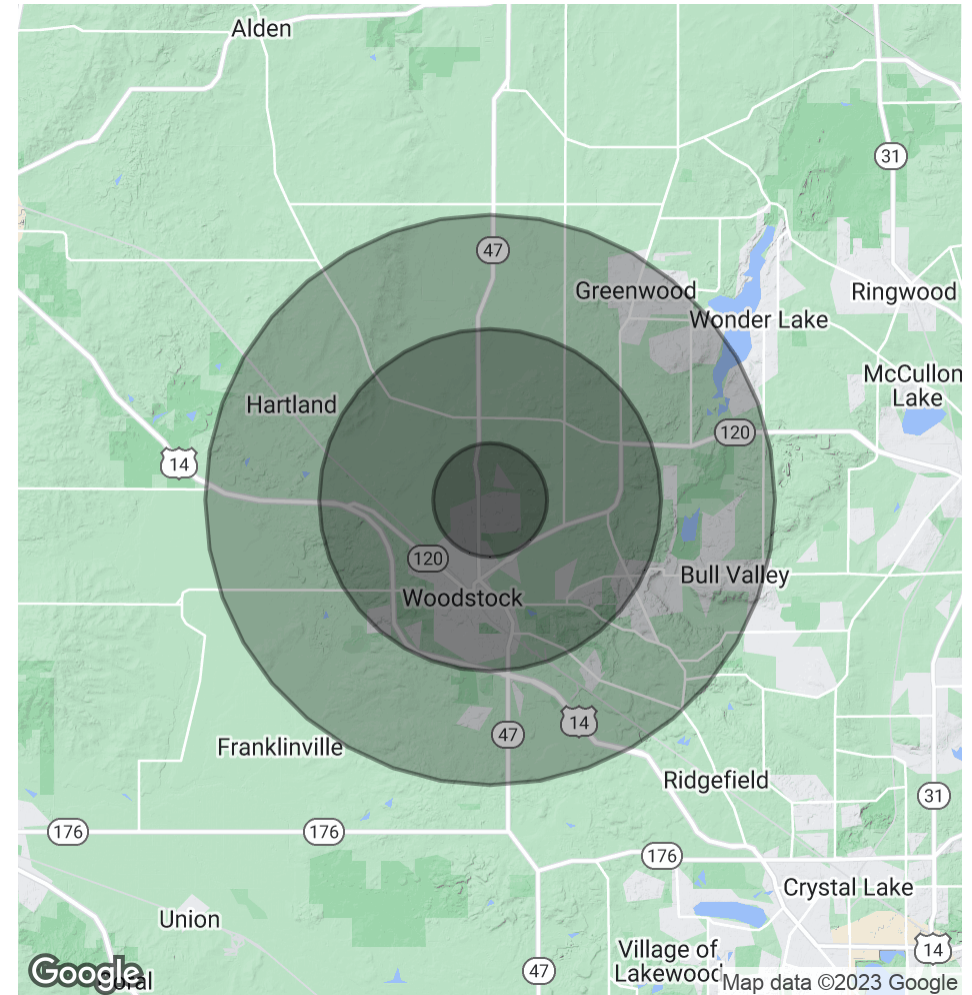 Alden
31
47
Greenwood
Ringwood
Wonder Lake
McCullom
Lake
Hartland
120
14
120
Bull Valley
Woodstock
14
47
Franklinville
Ridgefield
31
176
176
176
Crystal Lake
Union
Village of
Lakewood
14
47
Google
Coral
Map data ©2023 Google